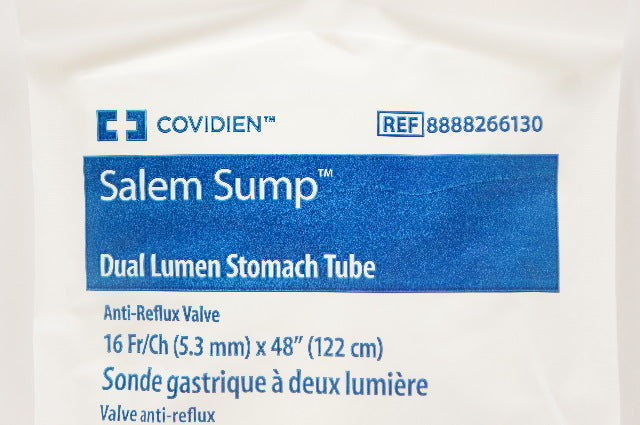 COVIDIEN™ REF 8888266130
Salem Sump™
Dual Lumen Stomach Tube
Anti-Reflux Valve
16 Fr/Ch (5.3 mm) x 48” (122 cm)
Sonde gastrique à deux lumière
Valve anti-reflux